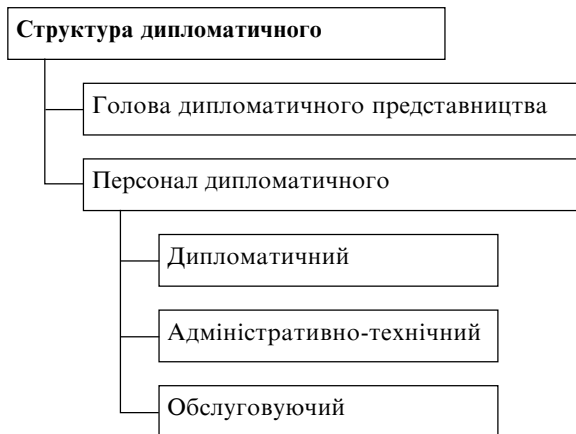 Структура дипломатичного
Голова дипломатичного представництва
Персонал дипломатичного
Дипломатичний
Адміністративно-технічний
Обслуговуючий